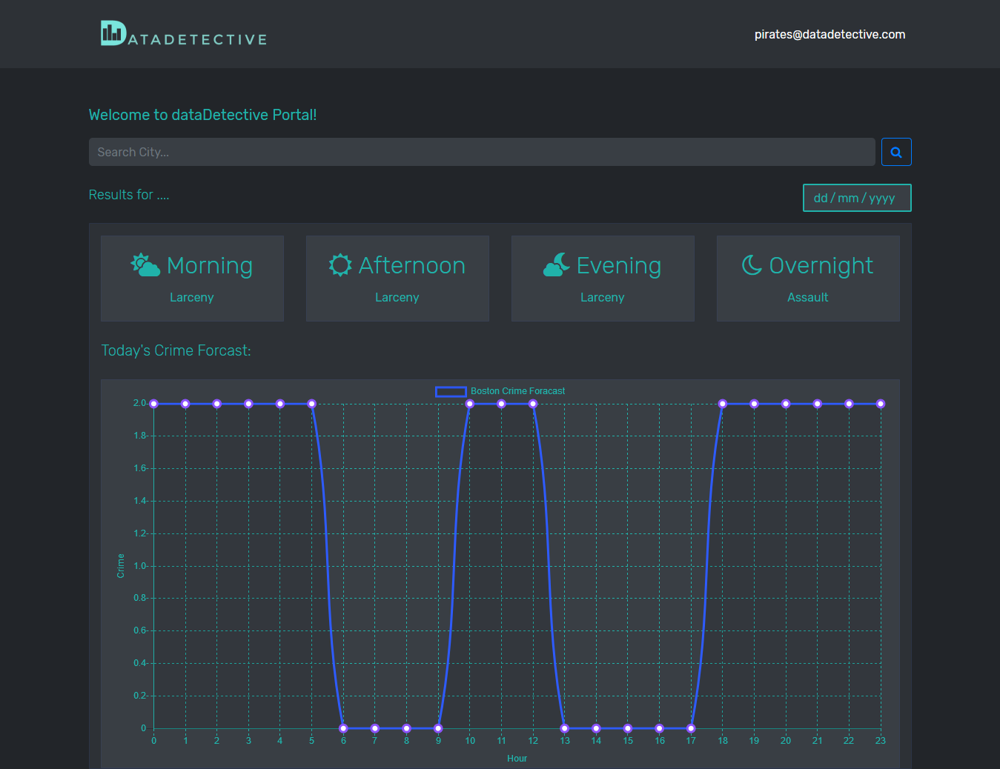 DATADETECTIVE
pirates@datadetective.com
Welcome to dataDetective Portal!
Search City...
Results for ....
dd / mm / yyyy
Morning
Larceny
Afternoon
Larceny
Evening
Larceny
Overnight
Assault
Today's Crime Forcast:
Boston Crime Foracast
2.0
1.8
1.6
1.4
1.2
1.0
0.8
0.6
0.4
0.2
0
Crime
0 1 2 3 4 5 6 7 8 9 10 11 12 13 14 15 16 17 18 19 20 21 22 23
Hour